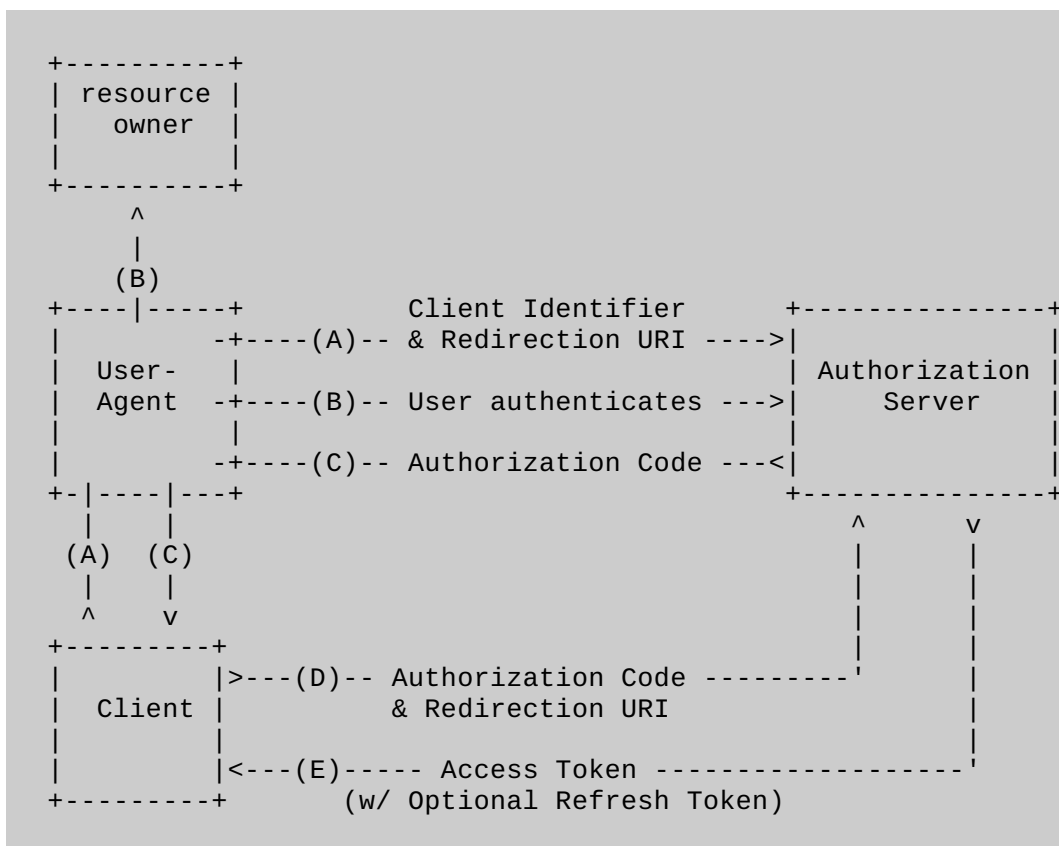 +----------+
| resource |
|   owner  |
|          |
+----------+
     ^
     |
    (B)
+----|-----+          Client Identifier      +---------------+
|         -+----(A)-- & Redirection URI ---->|               |
|  User-   |                                 | Authorization |
|  Agent  -+----(B)-- User authenticates --->|     Server    |
|          |                                 |               |
|         -+----(C)-- Authorization Code ---<|               |
+-|----|---+                                 +---------------+
  |    |                                         ^      v
 (A)  (C)                                        |      |
  |    |                                         |      |
  ^    v                                         |      |
+---------+                                      |      |
|         |>---(D)-- Authorization Code ---------'      |
|  Client |          & Redirection URI                  |
|         |                                             |
|         |<---(E)----- Access Token -------------------'
+---------+       (w/ Optional Refresh Token)